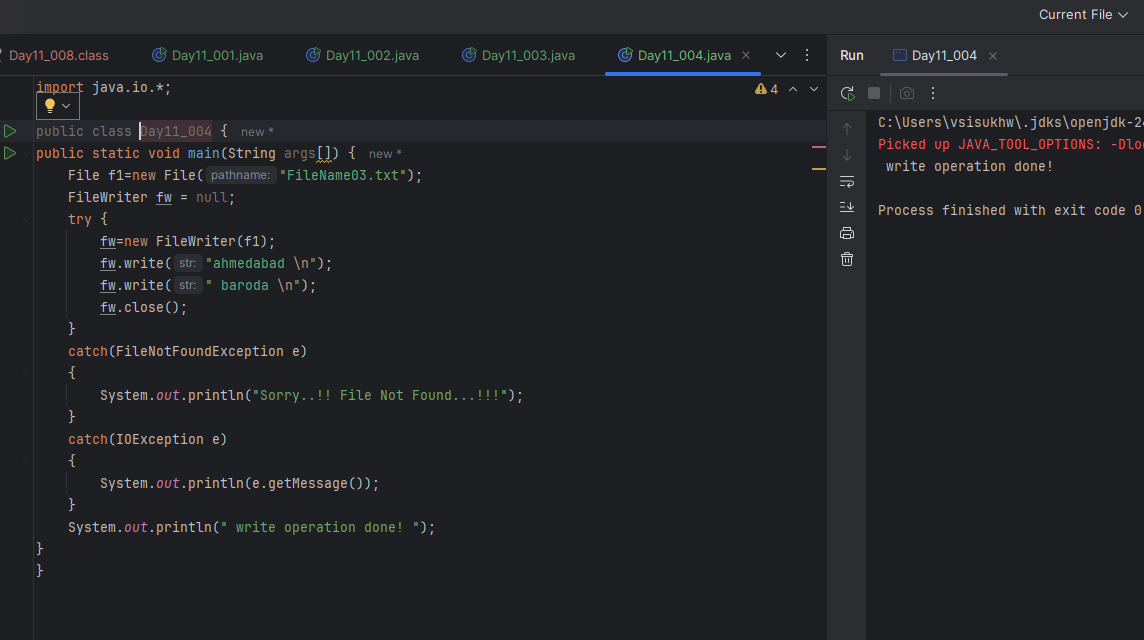 Current File
Day11_008.class Day11_001.java Day11_002.java Day11_003.java Day11_004.java
Run Day11_004
import java.io.*;
4
public class Day11_004 { new *
public static void main(String args[]) { new *
File f1=new File( pathname: "FileName03.txt");
FileWriter fw = null;
try {
fw=new FileWriter(f1);
fw.write( str: "ahmedabad \n");
fw.write( str: " baroda \n");
fw.close();
}
catch(FileNotFoundException e)
{
System.out.println("Sorry..!! File Not Found...!!!");
}
catch(IOException e)
{
System.out.println(e.getMessage());
}
System.out.println(" write operation done! ");
}
}
C:\Users\vsisukhw\.jdks\openjdk-24
Picked up JAVA_TOOL_OPTIONS: -Dlo
write operation done!
Process finished with exit code 0